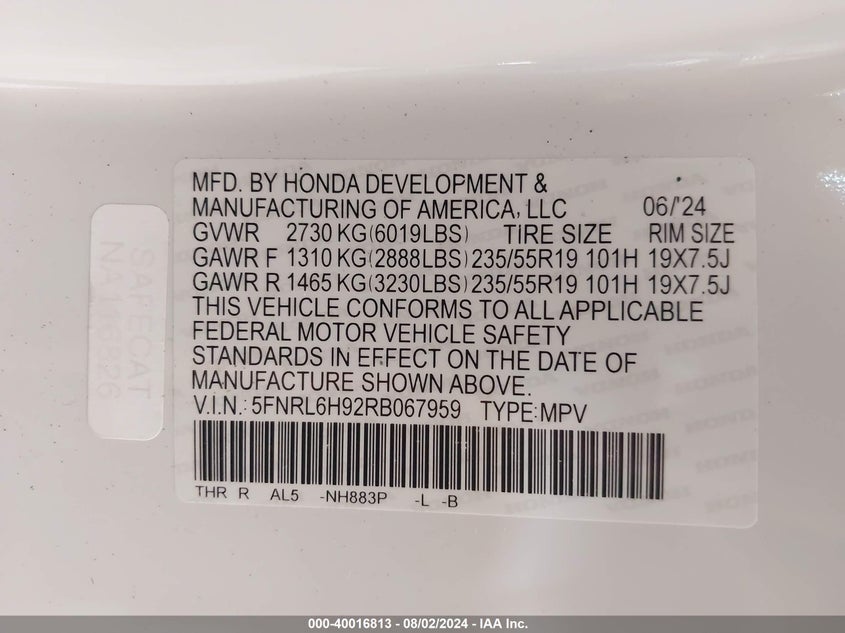 MFD. BY HONDA DEVELOPMENT &
MANUFACTURING OF AMERICA, LLC 06/'24
GVWR 2730 KG(6019LBS) TIRE SIZE RIM SIZE
GAWR F 1310 KG(2888LBS) 235/55R19 101H 19X7.5J
GAWR R 1465 KG(3230LBS) 235/55R19 101H 19X7.5J
THIS VEHICLE CONFORMS TO ALL APPLICABLE
FEDERAL MOTOR VEHICLE SAFETY
STANDARDS IN EFFECT ON THE DATE OF
MANUFACTURE SHOWN ABOVE.
V.I.N.: 5FNRL6H92RB067959 TYPE:MPV
THR R AL5 -NH883P -L -B
SAFECAT
NA116826
000-40016813 - 08/02/2024 - IAA Inc.